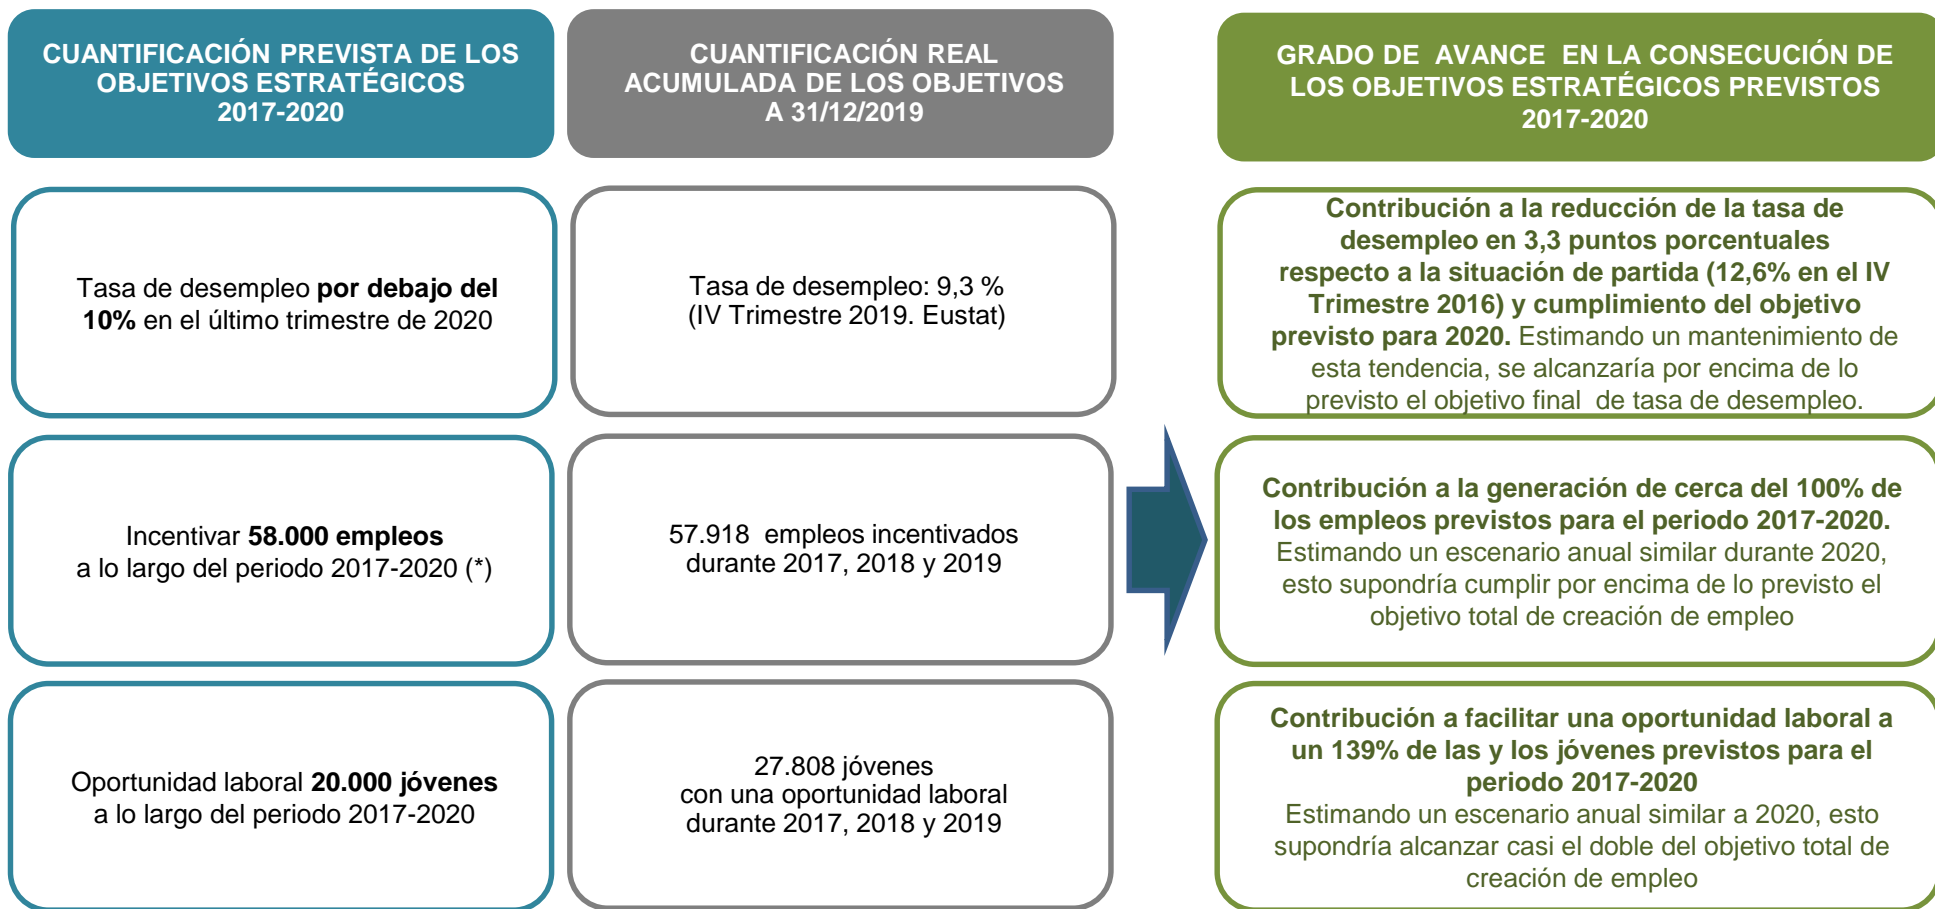 CUANTIFICACIÓN PREVISTA DE LOS
OBJETIVOS ESTRATÉGICOS
2017-2020
CUANTIFICACIÓN REAL
ACUMULADA DE LOS OBJETIVOS
A 31/12/2019
GRADO DE AVANCE EN LA CONSECUCIÓN DE
LOS OBJETIVOS ESTRATÉGICOS PREVISTOS
2017-2020
Tasa de desempleo por debajo del
10% en el último trimestre de 2020
Tasa de desempleo: 9,3 %
(IV Trimestre 2019. Eustat)
Contribución a la reducción de la tasa de
desempleo en 3,3 puntos porcentuales
respecto a la situación de partida (12,6% en el IV
Trimestre 2016) y cumplimiento del objetivo
previsto para 2020. Estimando un mantenimiento de
esta tendencia, se alcanzaría por encima de lo
previsto el objetivo final de tasa de desempleo.
Incentivar 58.000 empleos
a lo largo del periodo 2017-2020 (*)
57.918 empleos incentivados
durante 2017, 2018 y 2019
Contribución a la generación de cerca del 100% de
los empleos previstos para el periodo 2017-2020.
Estimando un escenario anual similar durante 2020,
esto supondría cumplir por encima de lo previsto el
objetivo total de creación de empleo
Oportunidad laboral 20.000 jóvenes
a lo largo del periodo 2017-2020
27.808 jóvenes
con una oportunidad laboral
durante 2017, 2018 y 2019
Contribución a facilitar una oportunidad laboral a
un 139% de las y los jóvenes previstos para el
periodo 2017-2020
Estimando un escenario anual similar a 2020, esto
supondría alcanzar casi el doble del objetivo total de
creación de empleo